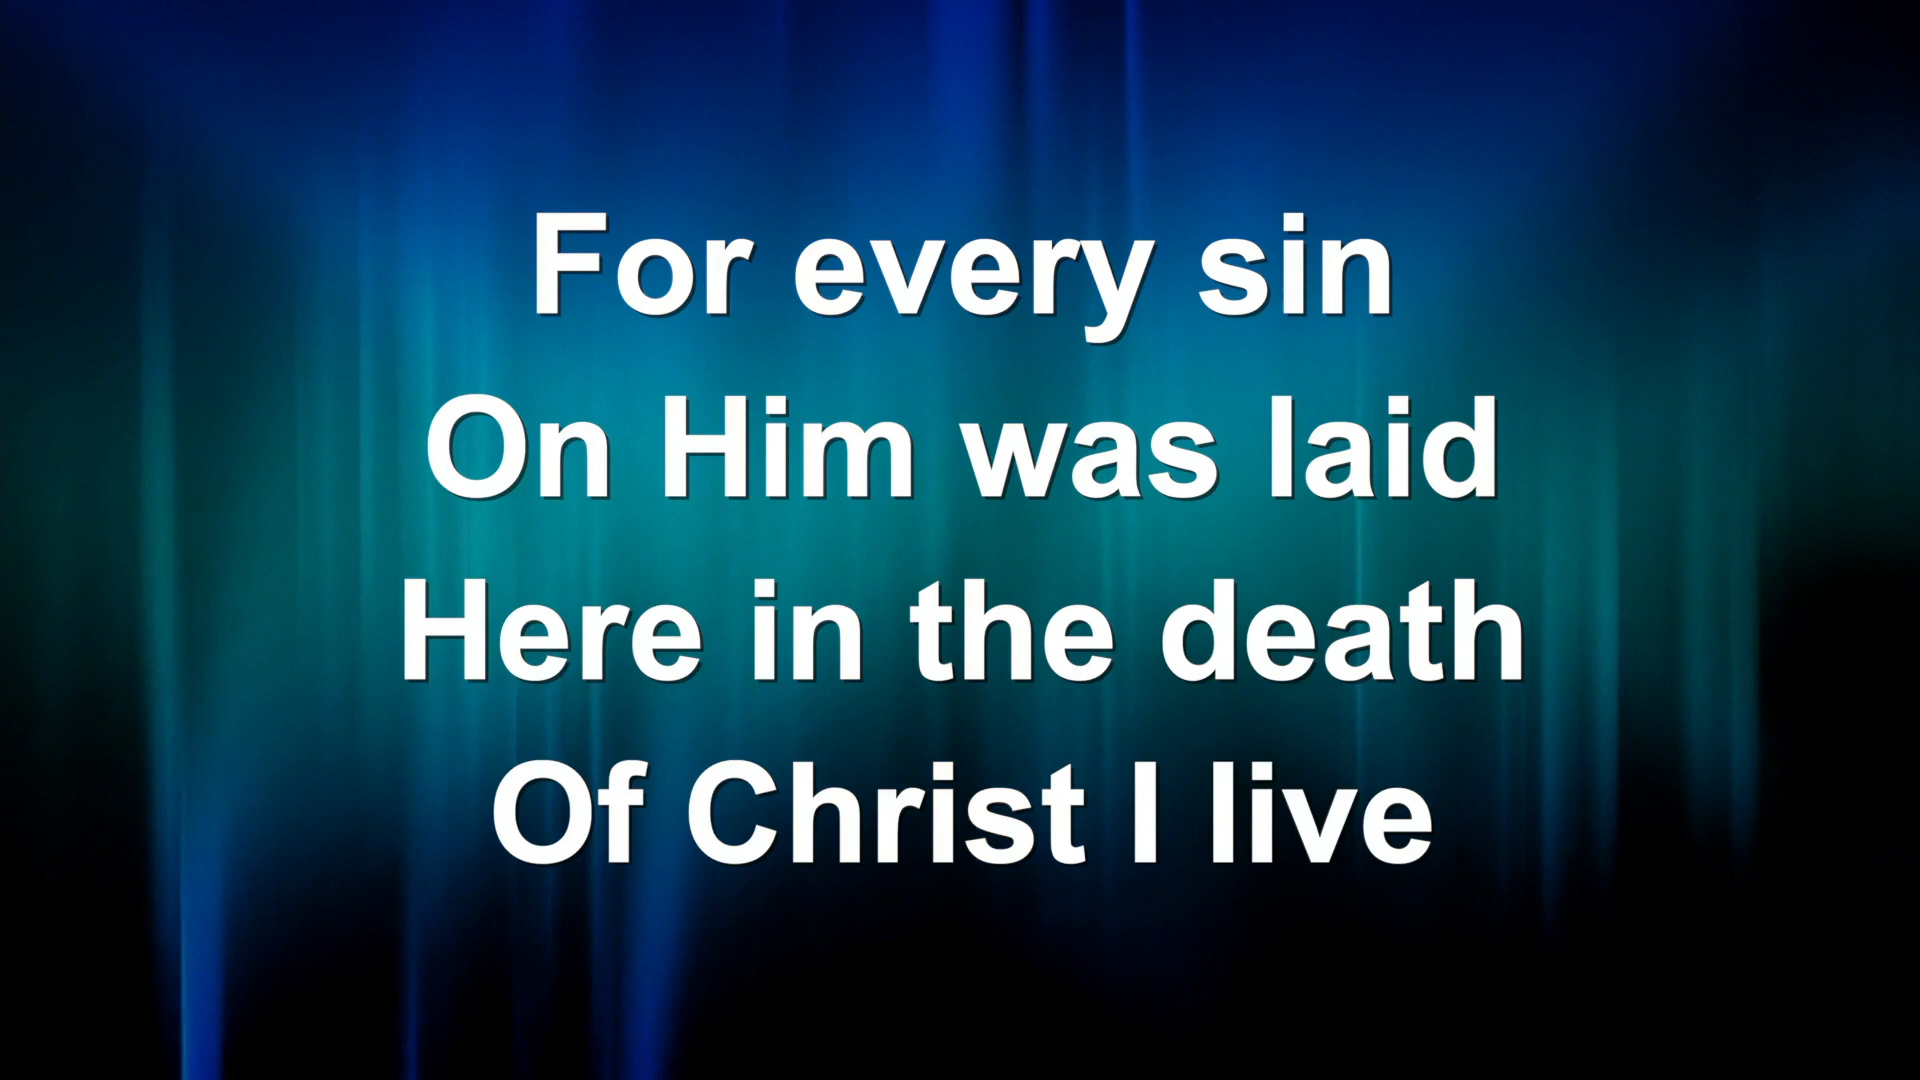 For every sin
On Him was laid
Here in the death
Of Christ I live